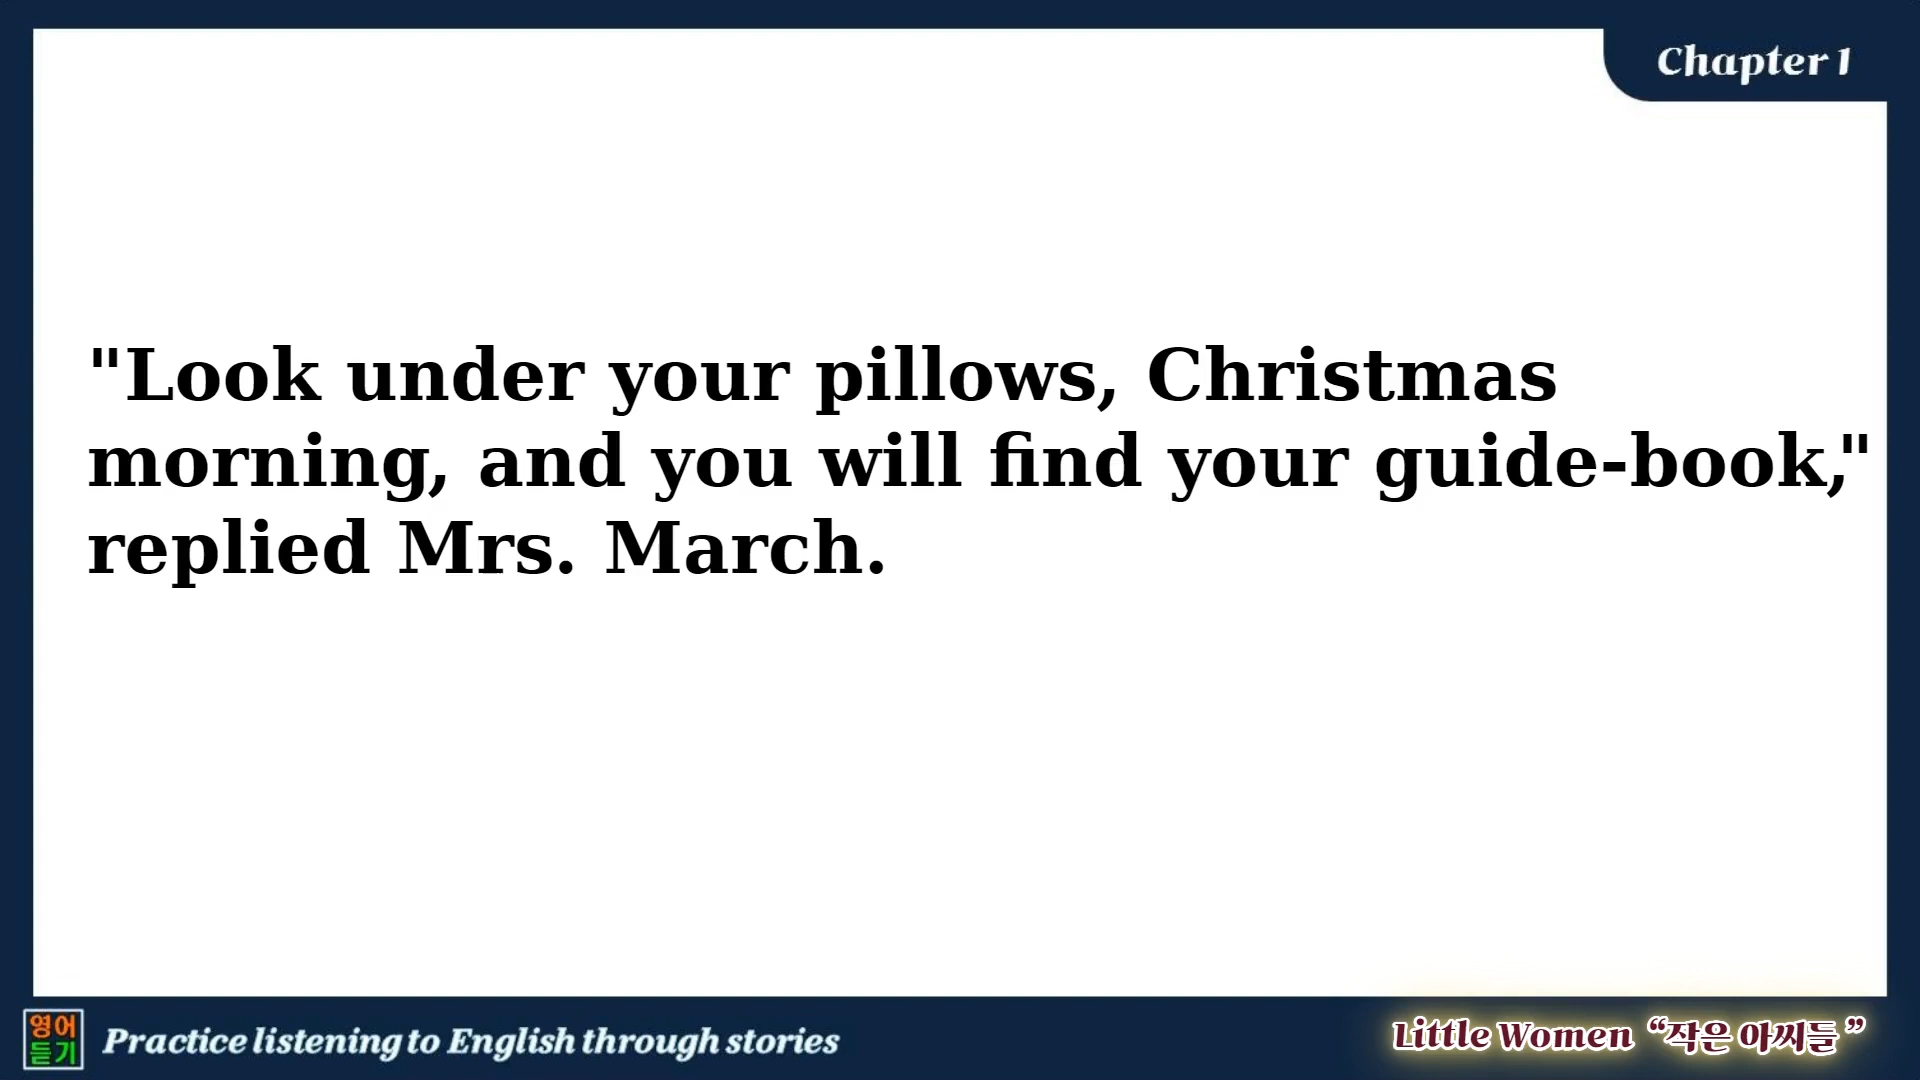 Chapter 1
"Look under your pillows, Christmas
morning, and you will find your guide-book,"
replied Mrs. March.
영어
듣기
Practice listening to English through stories
Little Women “작은 아씨들”